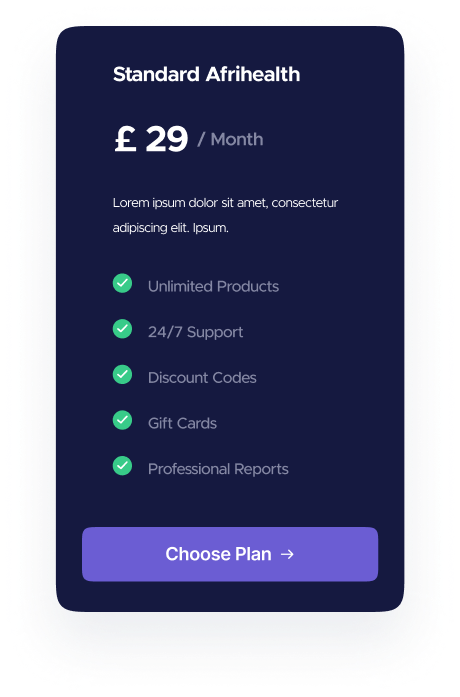 Standard Afrihealth
£ 29 / Month
Lorem ipsum dolor sit amet, consectetur
adipiscing elit. Ipsum.
Unlimited Products
24/7 Support
Discount Codes
Gift Cards
Professional Reports
Choose Plan →